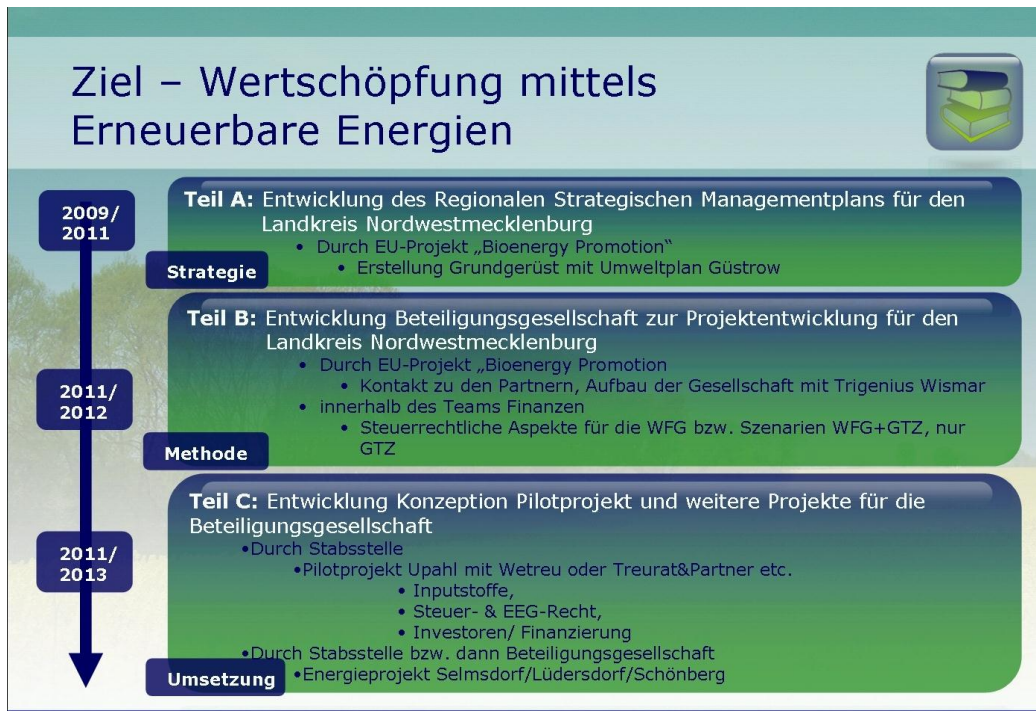 Ziel – Wertschöpfung mittels
Erneuerbare Energien
2009/
2011
Teil A: Entwicklung des Regionalen Strategischen Managementplans für den
Landkreis Nordwestmecklenburg
• Durch EU-Projekt „Bioenergy Promotion“
• Erstellung Grundgerüst mit Umweltplan Güstrow
Strategie
Teil B: Entwicklung Beteiligungsgesellschaft zur Projektentwicklung für den
Landkreis Nordwestmecklenburg
• Durch EU-Projekt „Bioenergy Promotion
• Kontakt zu den Partnern, Aufbau der Gesellschaft mit Trigenius Wismar
• innerhalb des Teams Finanzen
• Steuerrechtliche Aspekte für die WFG bzw. Szenarien WFG+GTZ, nur
GTZ
2011/
2012
Methode
Teil C: Entwicklung Konzeption Pilotprojekt und weitere Projekte für die
Beteiligungsgesellschaft
•Durch Stabsstelle
•Pilotprojekt Upahl mit Wetreu oder Treurat&Partner etc.
• Inputstoffe,
• Steuer- & EEG-Recht,
• Investoren/ Finanzierung
•Durch Stabsstelle bzw. dann Beteiligungsgesellschaft
•Energieprojekt Selmsdorf/Lüdersdorf/Schönberg
2011/
2013
Umsetzung